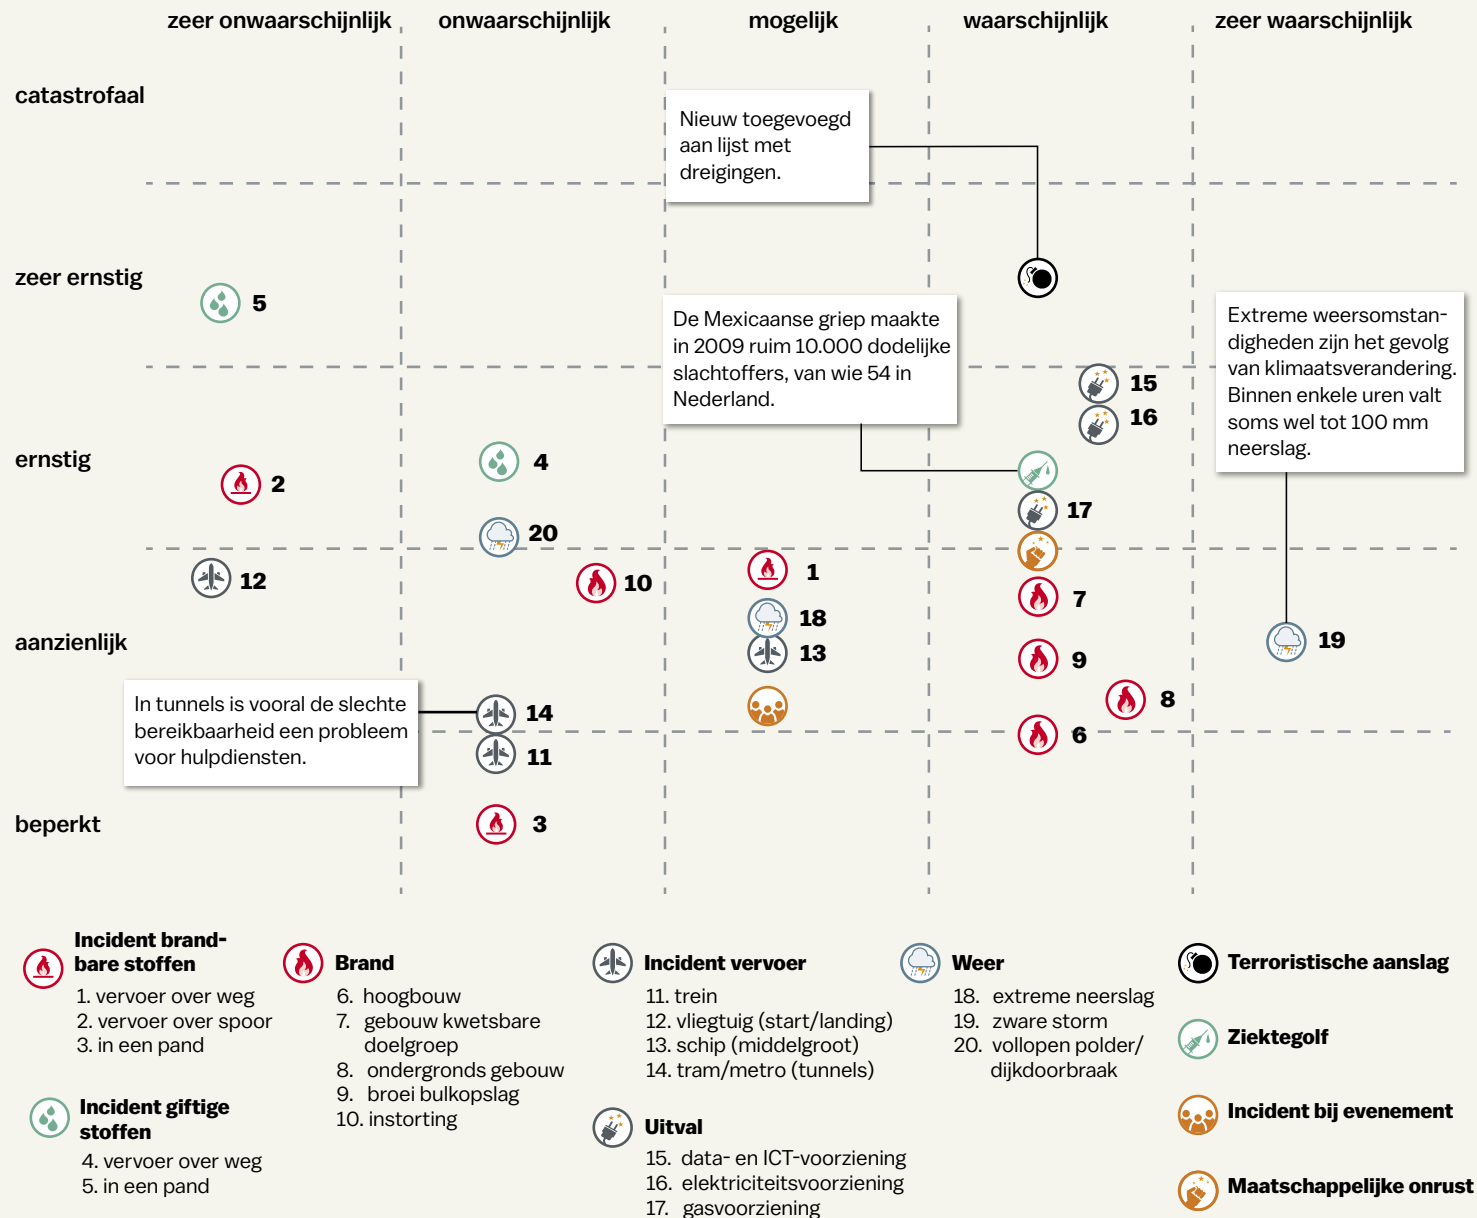 zeer onwaarschijnlijk
onwaarschijnlijk
mogelijk
waarschijnlijk
zeer waarschijnlijk
catastrofaal
Nieuw toegevoegd
aan lijst met
dreigingen.
zeer ernstig
5
De Mexicaanse griep maakte
in 2009 ruim 10.000 dodelijke
slachtoffers, van wie 54 in
Nederland.
Extreme weersomstan-
digheden zijn het gevolg
van klimaatsverandering.
Binnen enkele uren valt
soms wel tot 100 mm
neerslag.
15
16
ernstig
2
4
20
17
12
10
1
18
13
7
9
8
6
19
aanzienlijk
In tunnels is vooral de slechte
bereikbaarheid een probleem
voor hulpdiensten.
14
11
beperkt
3
Incident brand-
bare stoffen
1. vervoer over weg
2. vervoer over spoor
3. in een pand
Incident giftige
stoffen
4. vervoer over weg
5. in een pand
Brand
6. hoogbouw
7. gebouw kwetsbare
doelgroep
8. ondergronds gebouw
9. broei bulkopslag
10. instorting
Incident vervoer
11. trein
12. vliegtuig (start/landing)
13. schip (middelgroot)
14. tram/metro (tunnels)
Uitval
15. data- en ICT-voorziening
16. elektriciteitsvoorziening
17. gasvoorziening
Weer
18. extreme neerslag
19. zware storm
20. vollopen polder/
dijkdoorbraak
Terroristische aanslag
Ziektegolf
Incident bij evenement
Maatschappelijke onrust